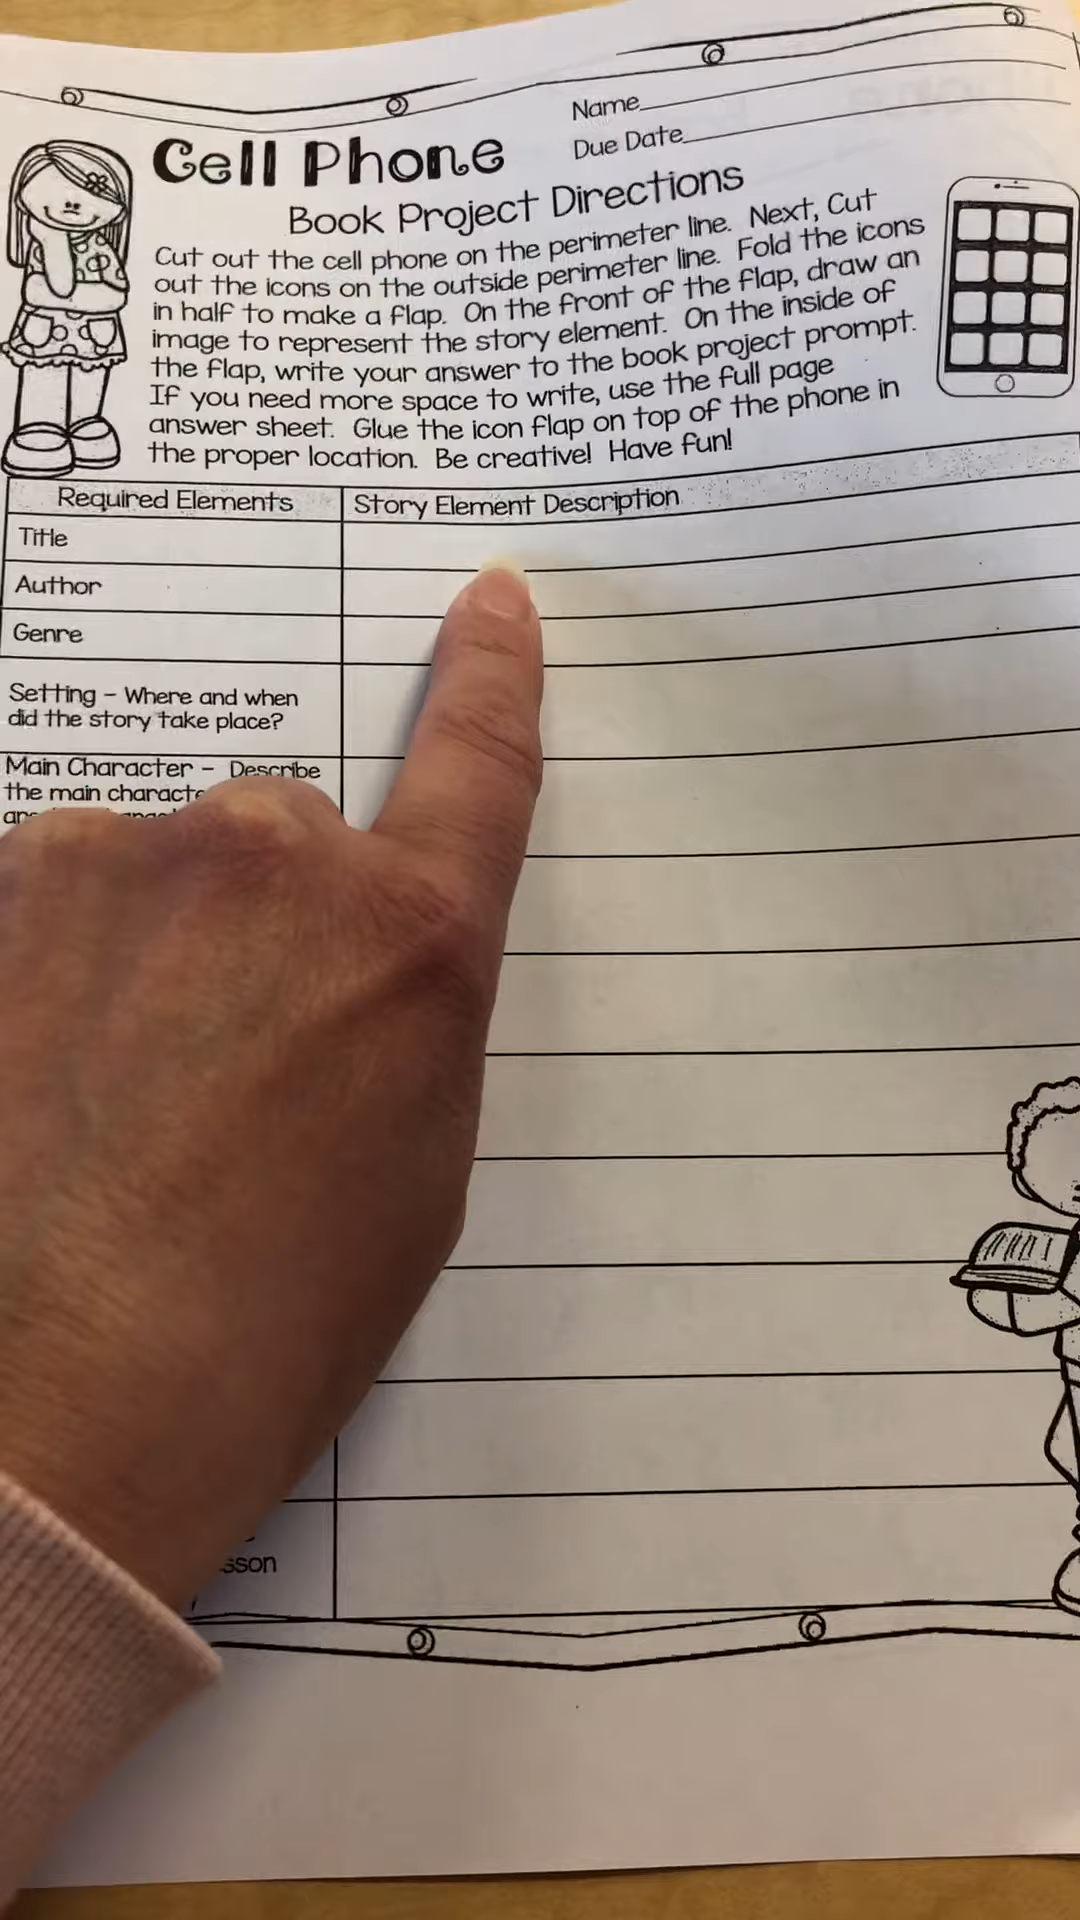 Name
Due Date
Cell Phone
Book Project Directions
Cut out the cell phone on the perimeter line. Next, Cut
out the icons on the outside perimeter line. Fold the icons
in half to make a flap. On the front of the flap, draw an
image to represent the story element. On the inside of
the flap, write your answer to the book project prompt.
If you need more space to write, use the full page
answer sheet. Glue the icon flap on top of the phone in
the proper location. Be creative! Have fun!
Required Elements
Story Element Description
Title
Author
Genre
Setting - Where and when
did the story take place?
Main Character - Describe
the main